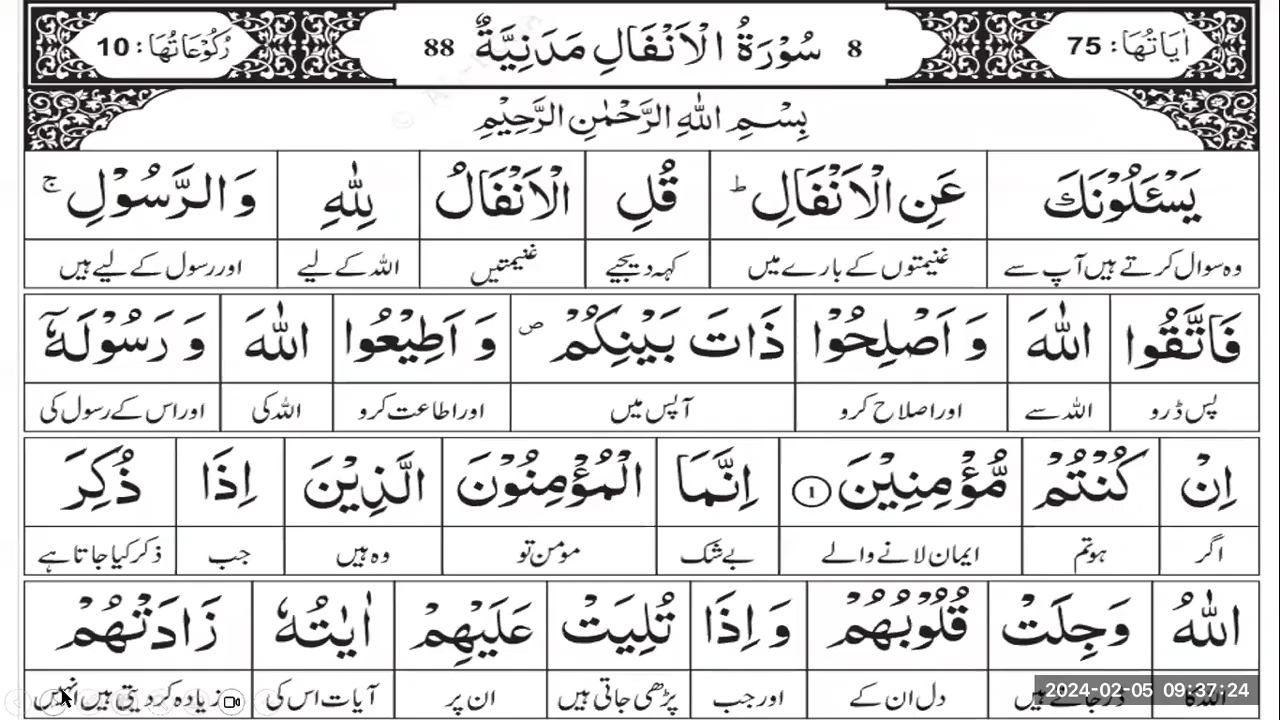 اٰيَاتُهَا: 75 8 سُوْرَةُ الْاَنْفَالِ مَدَنِيَّةٌ 88 رُكُوْعَاتُهَا: 10
بِسْمِ اللّٰهِ الرَّحْمٰنِ الرَّحِيْمِ
يَسْـَٔلُوْنَكَ عَنِ الْاَنْفَالِ ؕ قُلِ الْاَنْفَالُ لِلّٰهِ وَ الرَّسُوْلِ ۚ
وہ سوال کرتے ہیں آپ سے غنیمتوں کے بارے میں کہہ دیجیے غنیمتیں اللہ کے لیے اور رسول کے لیے ہیں
فَاتَّقُوا اللّٰهَ وَ اَصْلِحُوْا ذَاتَ بَيْنِكُمْ ۪ وَ اَطِيْعُوا اللّٰهَ وَ رَسُوْلَهٗۤ
پس ڈرو اللہ سے اور اصلاح کرو آپس میں اور اطاعت کرو اللہ کی اور اس کے رسول کی
اِنْ كُنْتُمْ مُّؤْمِنِيْنَ ۱ اِنَّمَا الْمُؤْمِنُوْنَ الَّذِيْنَ اِذَا ذُكِرَ
اگر ہو تم ایمان لانے والے بے شک مومن تو وہ ہیں جب ذکر کیا جاتا ہے
اللّٰهُ وَجِلَتْ قُلُوْبُهُمْ وَ اِذَا تُلِيَتْ عَلَيْهِمْ اٰيٰتُهٗ زَادَتْهُمْ
دل ان کے اور جب پڑھی جاتی ہیں ان پر آیات اس کی زیادہ کر دیتی ہیں انہیں
2024-02-05 09:37:24